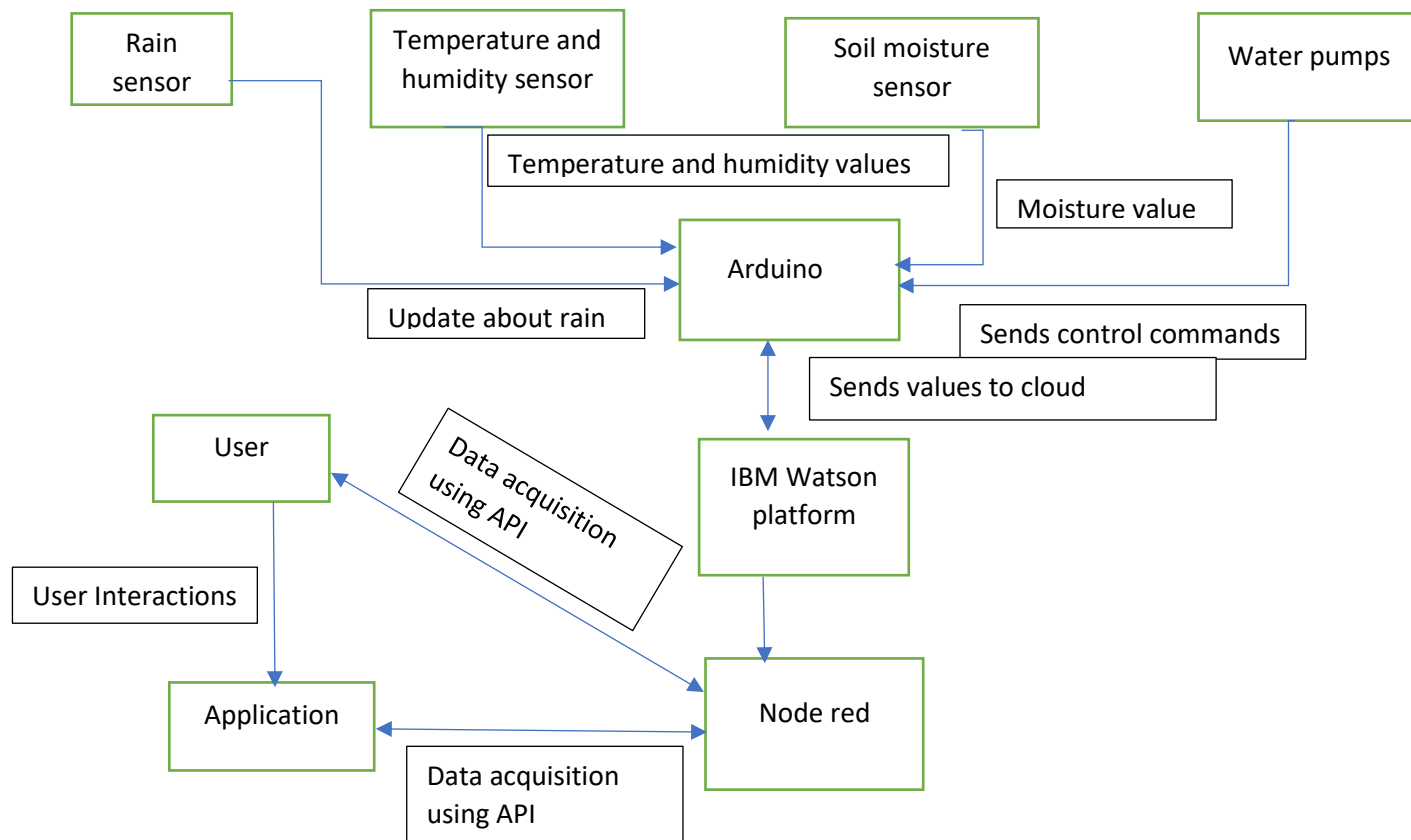 Rain
sensor
Temperature and
humidity sensor
Soil moisture
sensor
Water pumps
Temperature and humidity values
Moisture value
Arduino
Update about rain
Sends control commands
Sends values to cloud
User
Data acquisition
using API
IBM Watson
platform
User Interactions
Application
Node red
Data acquisition
using API